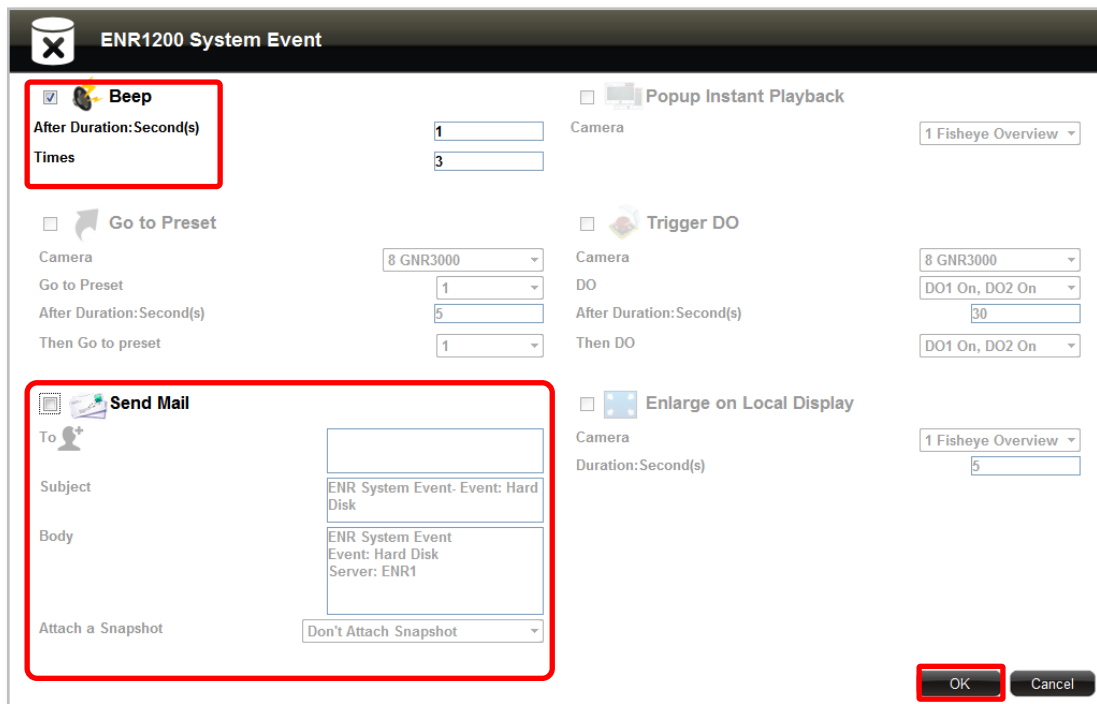 ENR1200 System Event
Beep
After Duration:Second(s)
1
Times
3
Popup Instant Playback
Camera
1 Fisheye Overview
Go to Preset
Camera
8 GNR3000
Go to Preset
1
After Duration:Second(s)
5
Then Go to preset
1
Trigger DO
Camera
8 GNR3000
DO
DO1 On, DO2 On
After Duration:Second(s)
30
Then DO
DO1 On, DO2 On
Send Mail
To
Subject
ENR System Event- Event: Hard
Disk
Body
ENR System Event
Event: Hard Disk
Server: ENR1
Attach a Snapshot
Don't Attach Snapshot
Enlarge on Local Display
Camera
1 Fisheye Overview
Duration:Second(s)
5
OK
Cancel